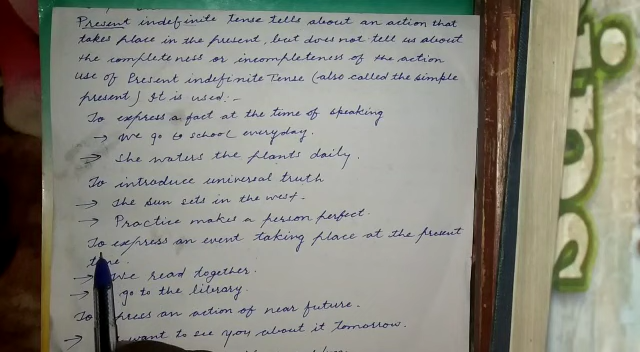 Present indefinite tense tells about an action that
takes place in the present, but does not tell us about
the completeness or incompleteness of the action
use of Present indefinite Tense (also called the simple
present) It is used:-
To express a fact at the time of speaking
→ We go to school everyday.
→ She waters the plants daily.
To introduce universal truth
→ The sun sets in the west.
→ Practice makes a person perfect.
To express an event taking place at the present
→ We read together.
→ go to the library.
To an action of near future.
→ want to see you about it Tomorrow.